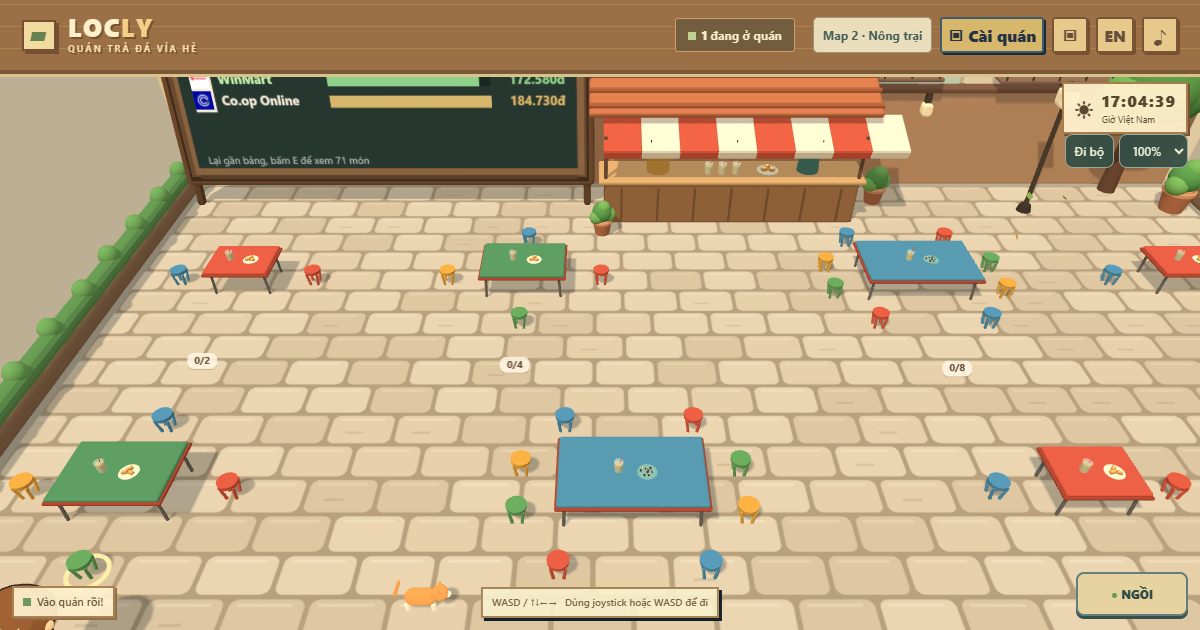 LOCLY
QUÁN TRÀ ĐÁ VỈA HÈ
1 đang ở quán
Map 2 · Nông trại
Cài quán
EN
♪
WinMart 172.580đ
Co.op Online 184.730đ
Lại gần bảng, bấm E để xem 71 món
17:04:39
Giờ Việt Nam
Đi bộ
100%
0/2
0/4
0/8
Vào quán rồi!
WASD / ↑↓←→ Dùng joystick hoặc WASD để đi
NGỒI